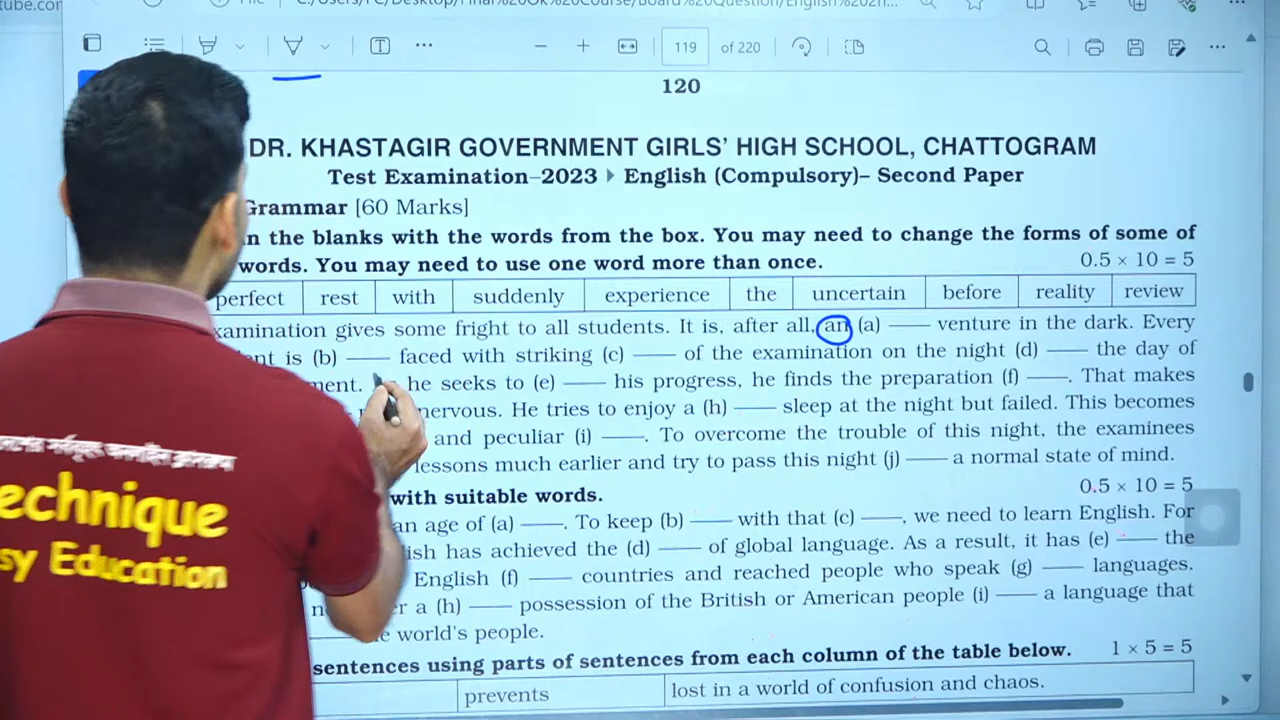 119 of 220
120
DR. KHASTAGIR GOVERNMENT GIRLS' HIGH SCHOOL, CHATTOGRAM
Test Examination–2023 English (Compulsory)– Second Paper
Grammar [60 Marks]
in the blanks with the words from the box. You may need to change the forms of some of
words. You may need to use one word more than once. 0.5 × 10 = 5
perfect rest with suddenly experience the uncertain before reality review
xamination gives some fright to all students. It is, after all, an (a) —— venture in the dark. Every
ent is (b) —— faced with striking (c) —— of the examination on the night (d) —— the day of
ment. he seeks to (e) —— his progress, he finds the preparation (f) ——. That makes
nervous. He tries to enjoy a (h) —— sleep at the night but failed. This becomes
and peculiar (i) ——. To overcome the trouble of this night, the examinees
lessons much earlier and try to pass this night (j) —— a normal state of mind.
with suitable words. 0.5 × 10 = 5
an age of (a) ——. To keep (b) —— with that (c) ——, we need to learn English. For
lish has achieved the (d) —— of global language. As a result, it has (e) —— the
English (f) —— countries and reached people who speak (g) —— languages.
r a (h) —— possession of the British or American people (i) —— a language that
—— e world's people.
sentences using parts of sentences from each column of the table below. 1 × 5 = 5
prevents lost in a world of confusion and chaos.
echnique
sy Education